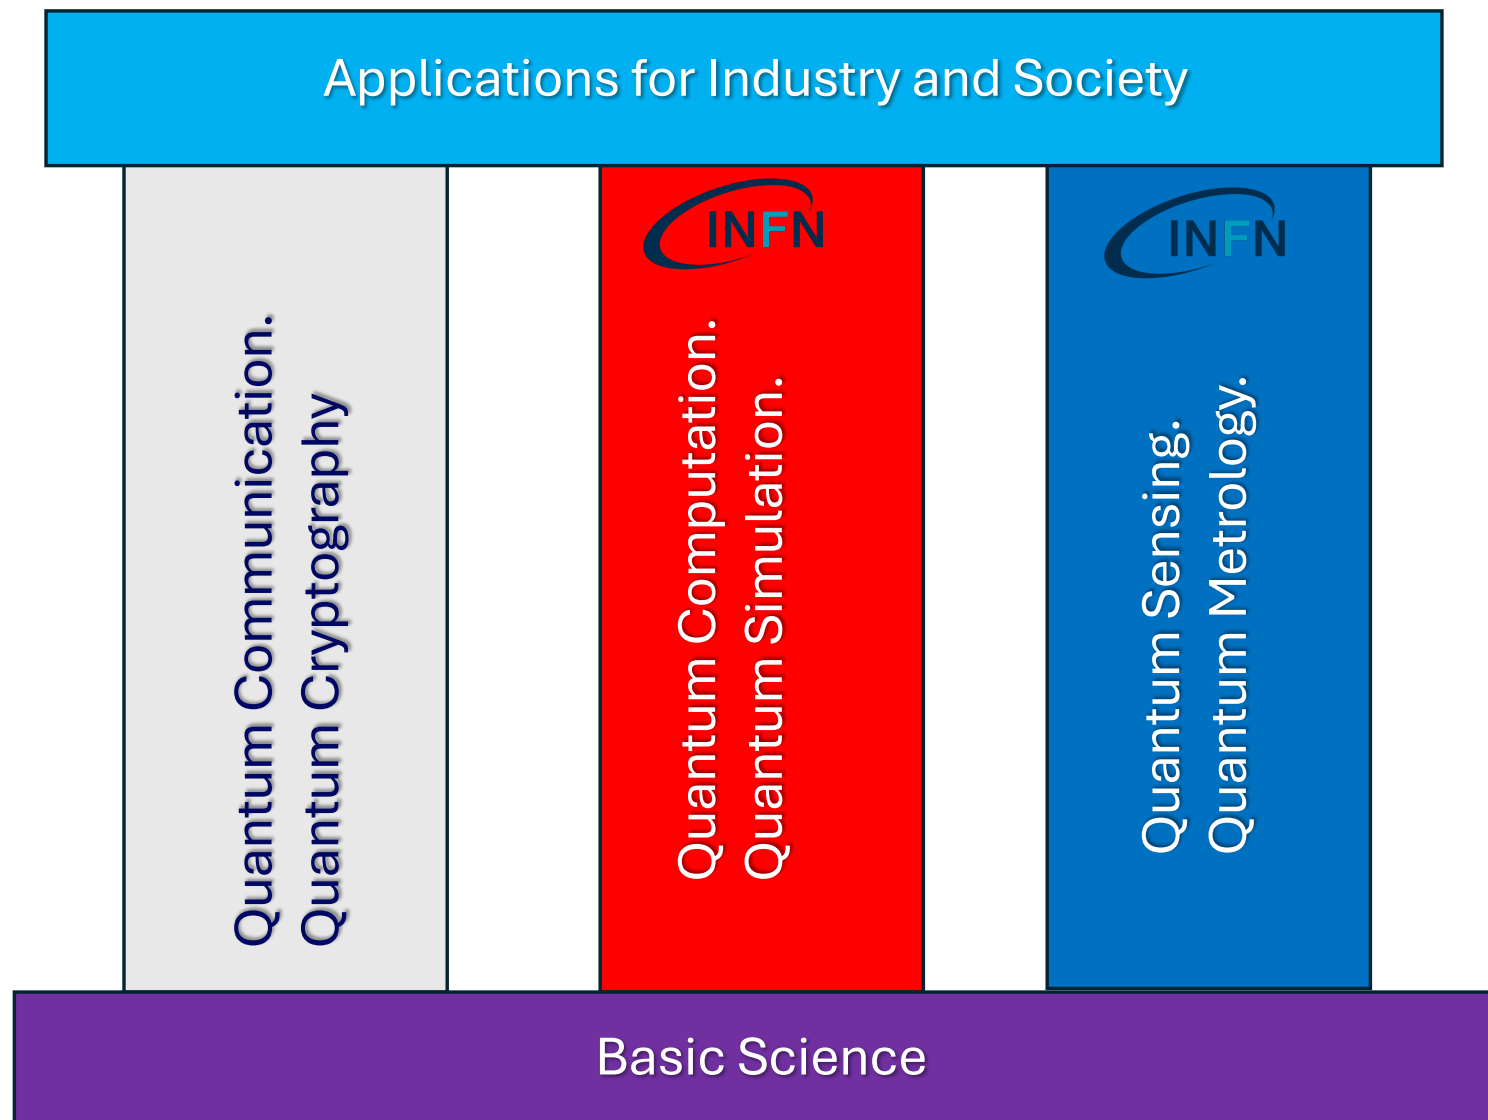 Applications for Industry and Society
INFN
INFN
Quantum Communication.
Quantum Cryptography
Quantum Computation.
Quantum Simulation.
Quantum Sensing.
Quantum Metrology.
Basic Science